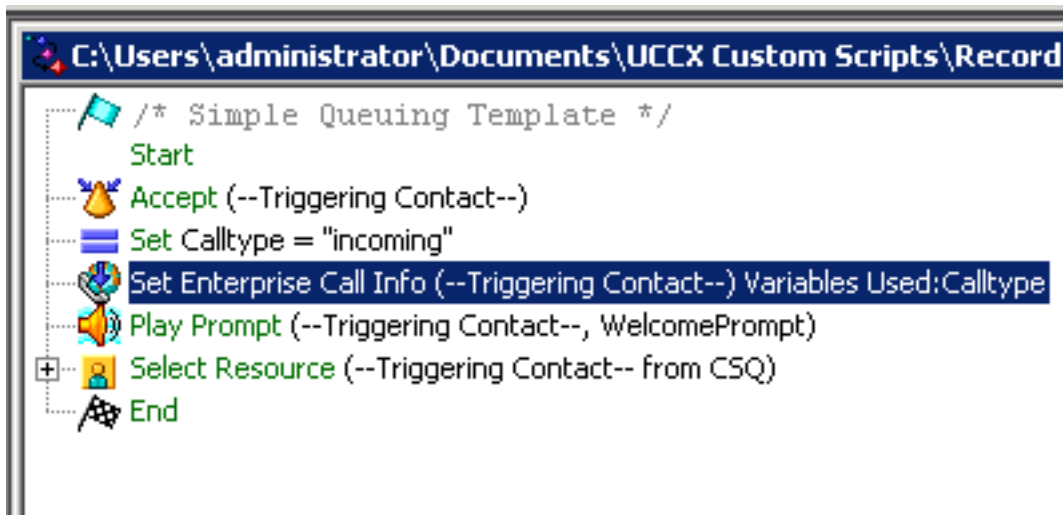 C:\Users\administrator\Documents\UCCX Custom Scripts\Record
/* Simple Queuing Template */
Start
Accept (--Triggering Contact--)
Set Calltype = "incoming"
Set Enterprise Call Info (--Triggering Contact--) Variables Used:Calltype
Play Prompt (--Triggering Contact--, WelcomePrompt)
Select Resource (--Triggering Contact-- from CSQ)
End